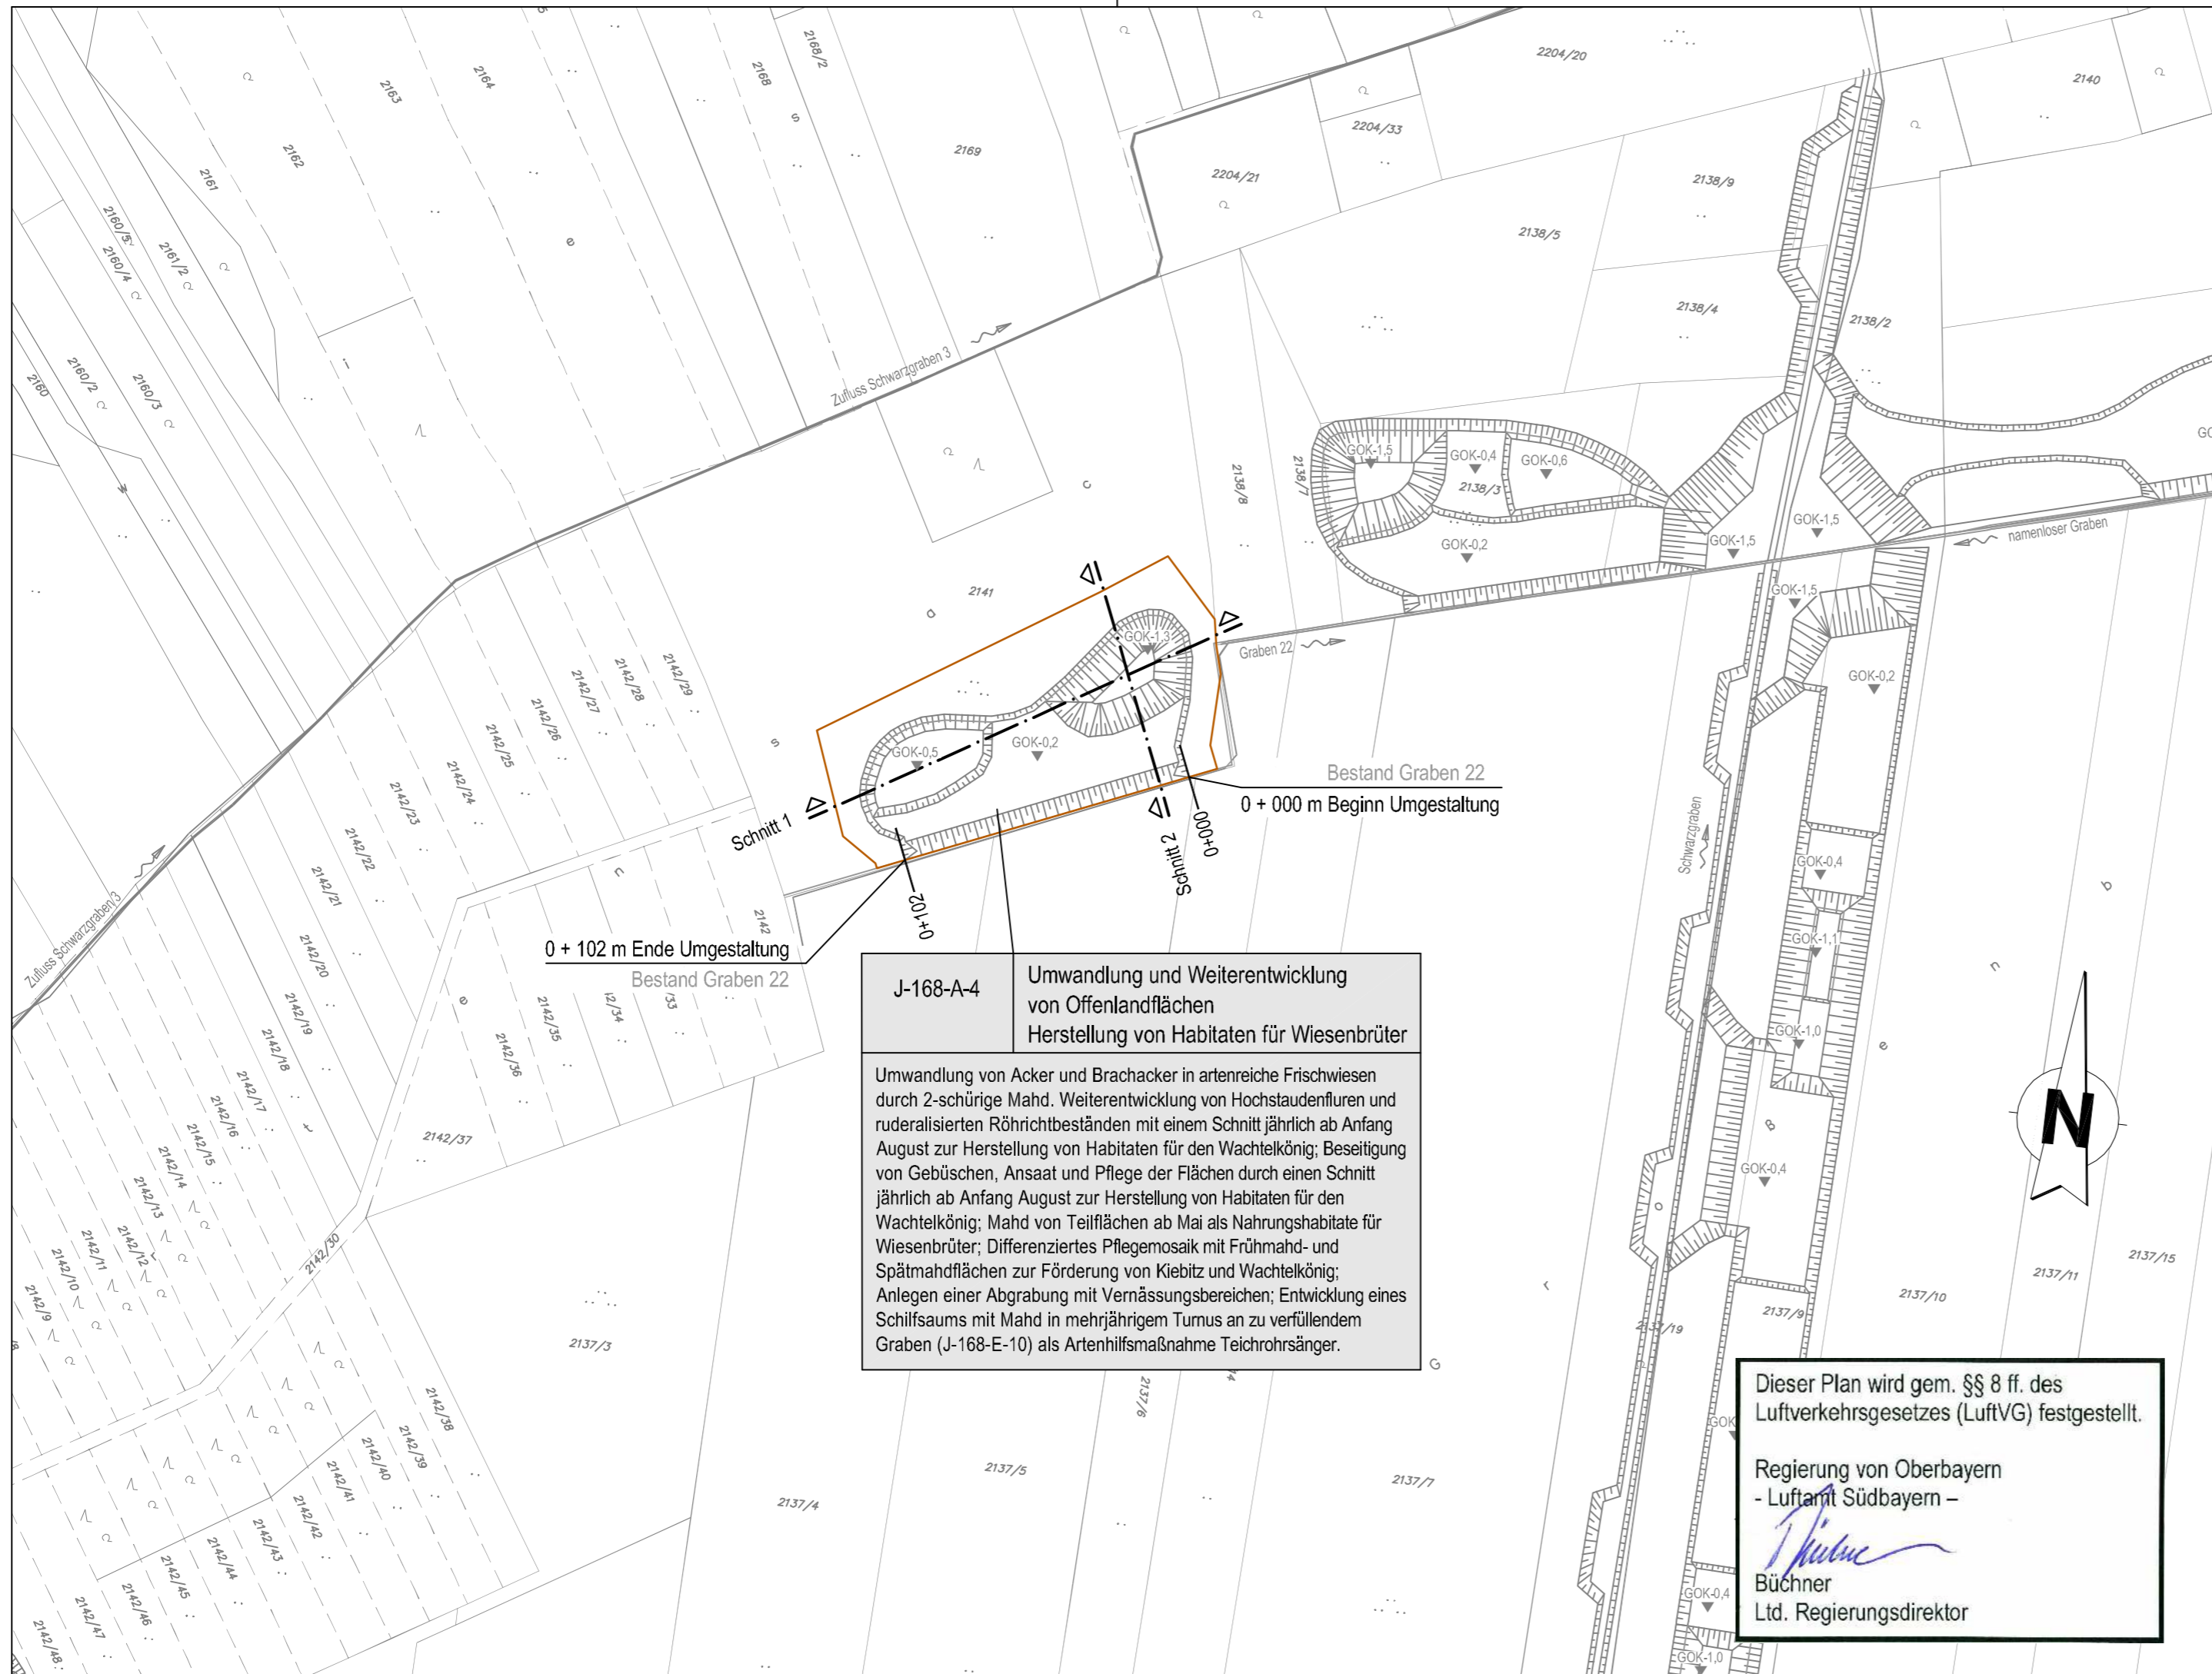 2163
2164
2168
2168/2
2204/20
2140
2162
2161
2169
2204/33
2204/21
2138/9
2138/5
2160/5
2160/4
2161/2
2138/4
2138/2
Zufluss Schwarzgraben 3
2160
2160/2
2160/3
2138/8
2138/7
GOK-1,5
GOK-0,4
GOK-0,6
2138/3
GOK-0,2
GOK-1,5
GOK-1,5
namenloser Graben
GOK-1,5
2141
GOK-1,3
Graben 22
GOK-0,2
2142/29
2142/28
2142/27
2142/26
2142/25
2142/24
2142/23
2142/22
2142/21
2142/20
2142/19
2142/18
2142/17
2142/16
2142/15
2142/14
2142/13
2142/12
2142/11
2142/10
2142/9
GOK-0,5
GOK-0,2
Bestand Graben 22
0 + 000 m Beginn Umgestaltung
Schnitt 1
Schnitt 2
0+000
0+102
Schwarzgraben
GOK-0,4
Zufluss Schwarzgraben 3
0 + 102 m Ende Umgestaltung
Bestand Graben 22
2142
2142/35
2142/36
2142/37
2142/30
GOK-1,1
GOK-1,0
GOK-0,4
J-168-A-4
Umwandlung und Weiterentwicklung
von Offenlandflächen
Herstellung von Habitaten für Wiesenbrüter
Umwandlung von Acker und Brachacker in artenreiche Frischwiesen
durch 2-schürige Mahd. Weiterentwicklung von Hochstaudenfluren und
ruderalisierten Röhrichtbeständen mit einem Schnitt jährlich ab Anfang
August zur Herstellung von Habitaten für den Wachtelkönig; Beseitigung
von Gebüschen, Ansaat und Pflege der Flächen durch einen Schnitt
jährlich ab Anfang August zur Herstellung von Habitaten für den
Wachtelkönig; Mahd von Teilflächen ab Mai als Nahrungshabitate für
Wiesenbrüter; Differenziertes Pflegemosaik mit Frühmahd- und
Spätmahdflächen zur Förderung von Kiebitz und Wachtelkönig;
Anlegen einer Abgrabung mit Vernässungsbereichen; Entwicklung eines
Schilfsaums mit Mahd in mehrjährigem Turnus an zu verfüllendem
Graben (J-168-E-10) als Artenhilfsmaßnahme Teichrohrsänger.
N
2137/15
2137/11
2137/10
2137/9
2137/19
2137/3
2137/6
2137/5
2137/4
2137/7
2142/38
2142/39
2142/40
2142/41
2142/42
2142/43
2142/44
2142/45
2142/46
2142/47
2142/48
Dieser Plan wird gem. §§ 8 ff. des
Luftverkehrsgesetzes (LuftVG) festgestellt.
Regierung von Oberbayern
- Luftamt Südbayern –
Büchner
Ltd. Regierungsdirektor
GOK-0,4
GOK-1,0